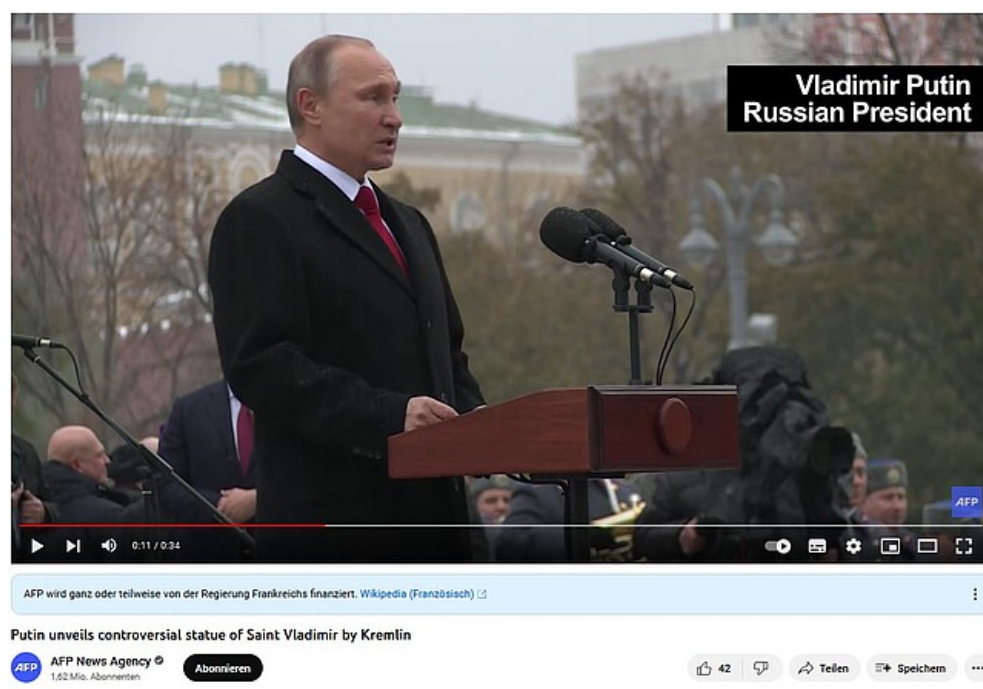 Vladimir Putin
Russian President
AFP
0:11 / 0:34
AFP wird ganz oder teilweise von der Regierung Frankreichs finanziert. Wikipedia (Französisch)
Putin unveils controversial statue of Saint Vladimir by Kremlin
AFP
AFP News Agency
1,62 Mio. Abonnenten
Abonnieren
42
Teilen
Speichern